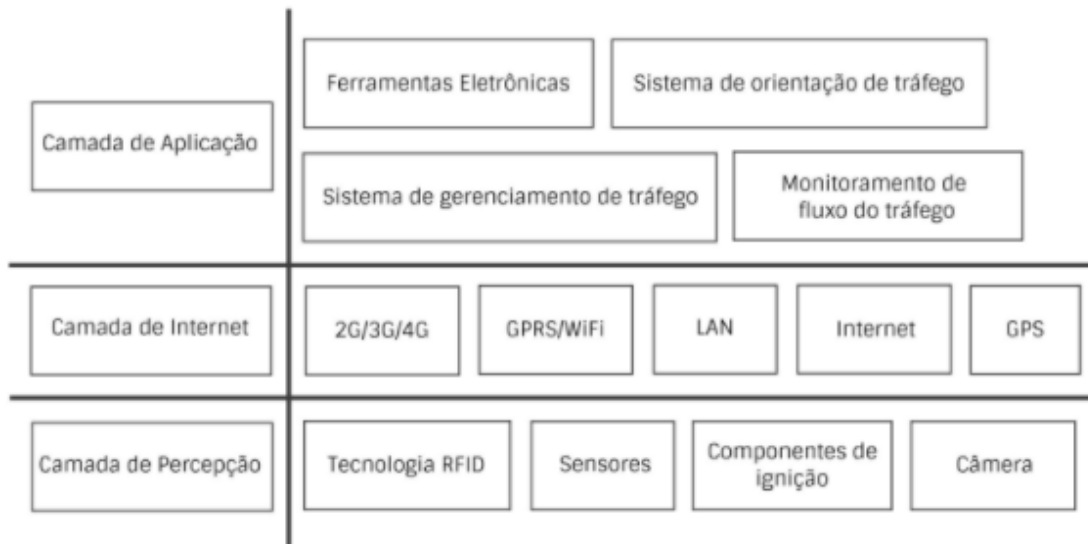 Ferramentas Eletrônicas
Sistema de orientação de tráfego
Camada de Aplicação
Sistema de gerenciamento de tráfego
Monitoramento de
fluxo do tráfego
Camada de Internet
2G/3G/4G
GPRS/WiFi
LAN
Internet
GPS
Camada de Percepção
Tecnologia RFID
Sensores
Componentes de
ignição
Câmera